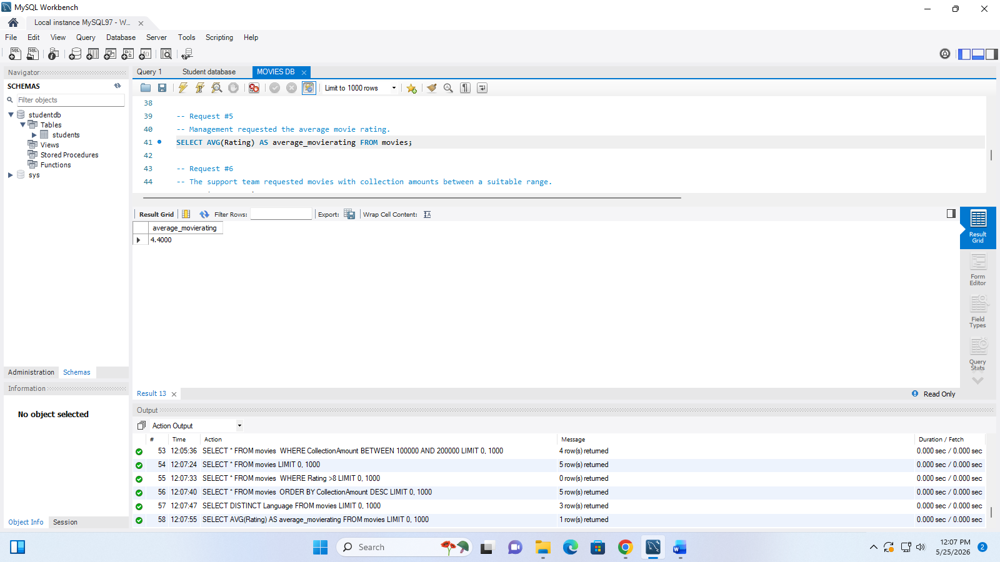 MySQL Workbench
Local instance MySQL97 - W...
File Edit View Query Database Server Tools Scripting Help
Navigator
SCHEMAS
Filter objects
studentdb
Tables
students
Views
Stored Procedures
Functions
sys
Administration Schemas
Information
No object selected
Object Info Session
Query 1 Student database MOVIES DB
Limit to 1000 rows
38
39 -- Request #5
40 -- Management requested the average movie rating.
41 SELECT AVG(Rating) AS average_movierating FROM movies;
42
43 -- Request #6
44 -- The support team requested movies with collection amounts between a suitable range.
Result Grid Filter Rows: Export: Wrap Cell Content:
average_movierating
4.4000
Result Grid
Form Editor
Field Types
Query Stats
Result 13 Read Only
Output
Action Output
# Time Action Message Duration / Fetch
53 12:05:36 SELECT * FROM movies WHERE CollectionAmount BETWEEN 100000 AND 200000 LIMIT 0, 1000 4 row(s) returned 0.000 sec / 0.000 sec
54 12:07:24 SELECT * FROM movies LIMIT 0, 1000 5 row(s) returned 0.000 sec / 0.000 sec
55 12:07:33 SELECT * FROM movies WHERE Rating >8 LIMIT 0, 1000 0 row(s) returned 0.000 sec / 0.000 sec
56 12:07:40 SELECT * FROM movies ORDER BY CollectionAmount DESC LIMIT 0, 1000 5 row(s) returned 0.000 sec / 0.000 sec
57 12:07:47 SELECT DISTINCT Language FROM movies LIMIT 0, 1000 3 row(s) returned 0.000 sec / 0.000 sec
58 12:07:55 SELECT AVG(Rating) AS average_movierating FROM movies LIMIT 0, 1000 1 row(s) returned 0.000 sec / 0.000 sec
Search
12:07 PM
5/25/2026
2